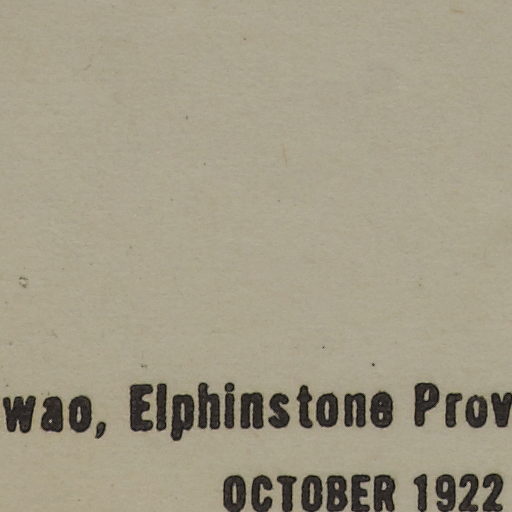 wao, Elphinstone Prov
OCTOBER 1922